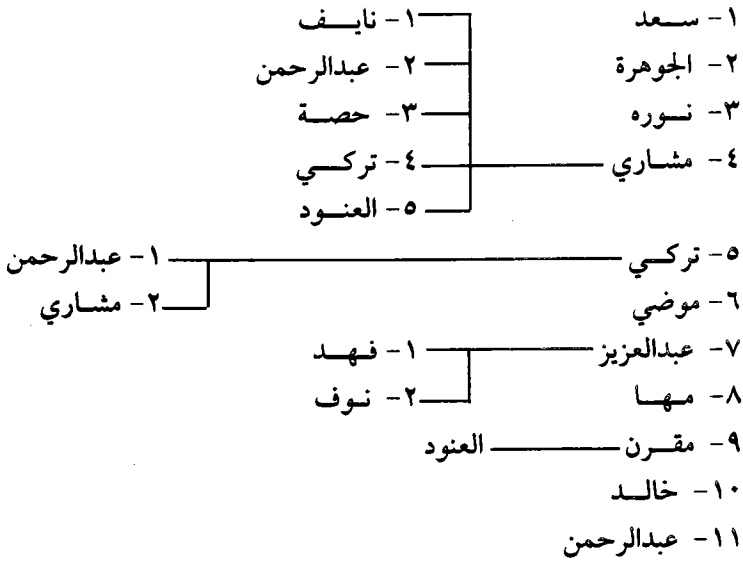 ١- سعد ١- نايف
٢- الجوهرة ٢- عبدالرحمن
٣- نوره ٣- حصة
٤- مشاري ٤- تركي
٥- العنود
٥- تركي ١- عبدالرحمن
٦- موضي ٢- مشاري
٧- عبدالعزيز ١- فهد
٨- مها ٢- نوف
٩- مقرن العنود
١٠- خالد
١١- عبدالرحمن